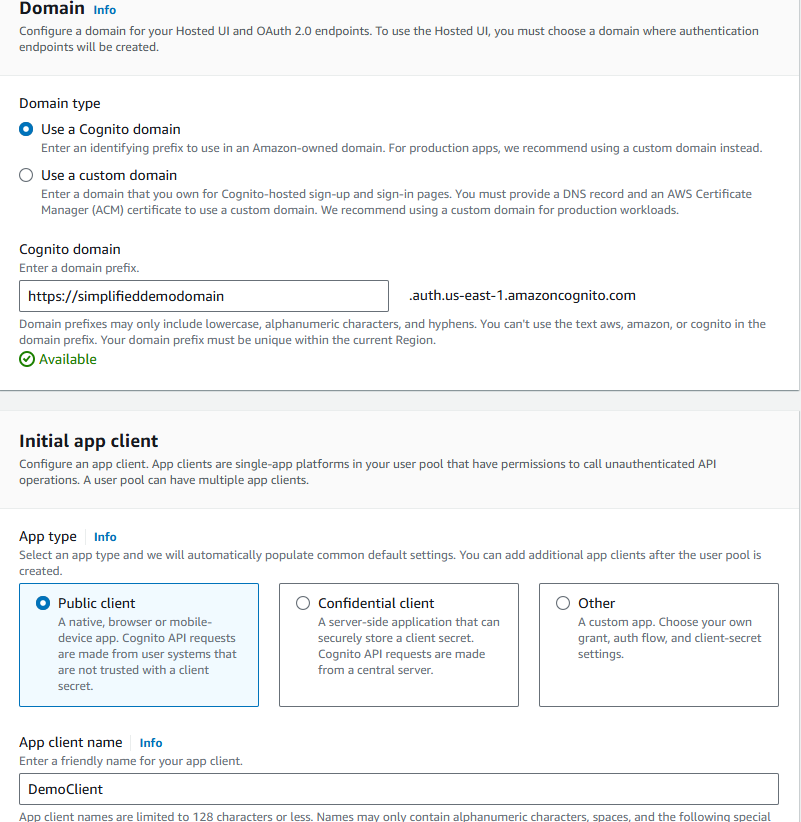 Domain Info
Configure a domain for your Hosted UI and OAuth 2.0 endpoints. To use the Hosted UI, you must choose a domain where authentication
endpoints will be created.
Domain type
Use a Cognito domain
Enter an identifying prefix to use in an Amazon-owned domain. For production apps, we recommend using a custom domain instead.
Use a custom domain
Enter a domain that you own for Cognito-hosted sign-up and sign-in pages. You must provide a DNS record and an AWS Certificate
Manager (ACM) certificate to use a custom domain. We recommend using a custom domain for production workloads.
Cognito domain
Enter a domain prefix.
https://simplifieddemodomain .auth.us-east-1.amazoncognito.com
Domain prefixes may only include lowercase, alphanumeric characters, and hyphens. You can't use the text aws, amazon, or cognito in the
domain prefix. Your domain prefix must be unique within the current Region.
Available
Initial app client
Configure an app client. App clients are single-app platforms in your user pool that have permissions to call unauthenticated API
operations. A user pool can have multiple app clients.
App type Info
Select an app type and we will automatically populate common default settings. You can add additional app clients after the user pool is
created.
Public client
A native, browser or mobile-
device app. Cognito API requests
are made from user systems that
are not trusted with a client
secret.
Confidential client
A server-side application that can
securely store a client secret.
Cognito API requests are made
from a central server.
Other
A custom app. Choose your own
grant, auth flow, and client-secret
settings.
App client name Info
Enter a friendly name for your app client.
DemoClient
App client names are limited to 128 characters or less. Names may only contain alphanumeric characters, spaces, and the following special